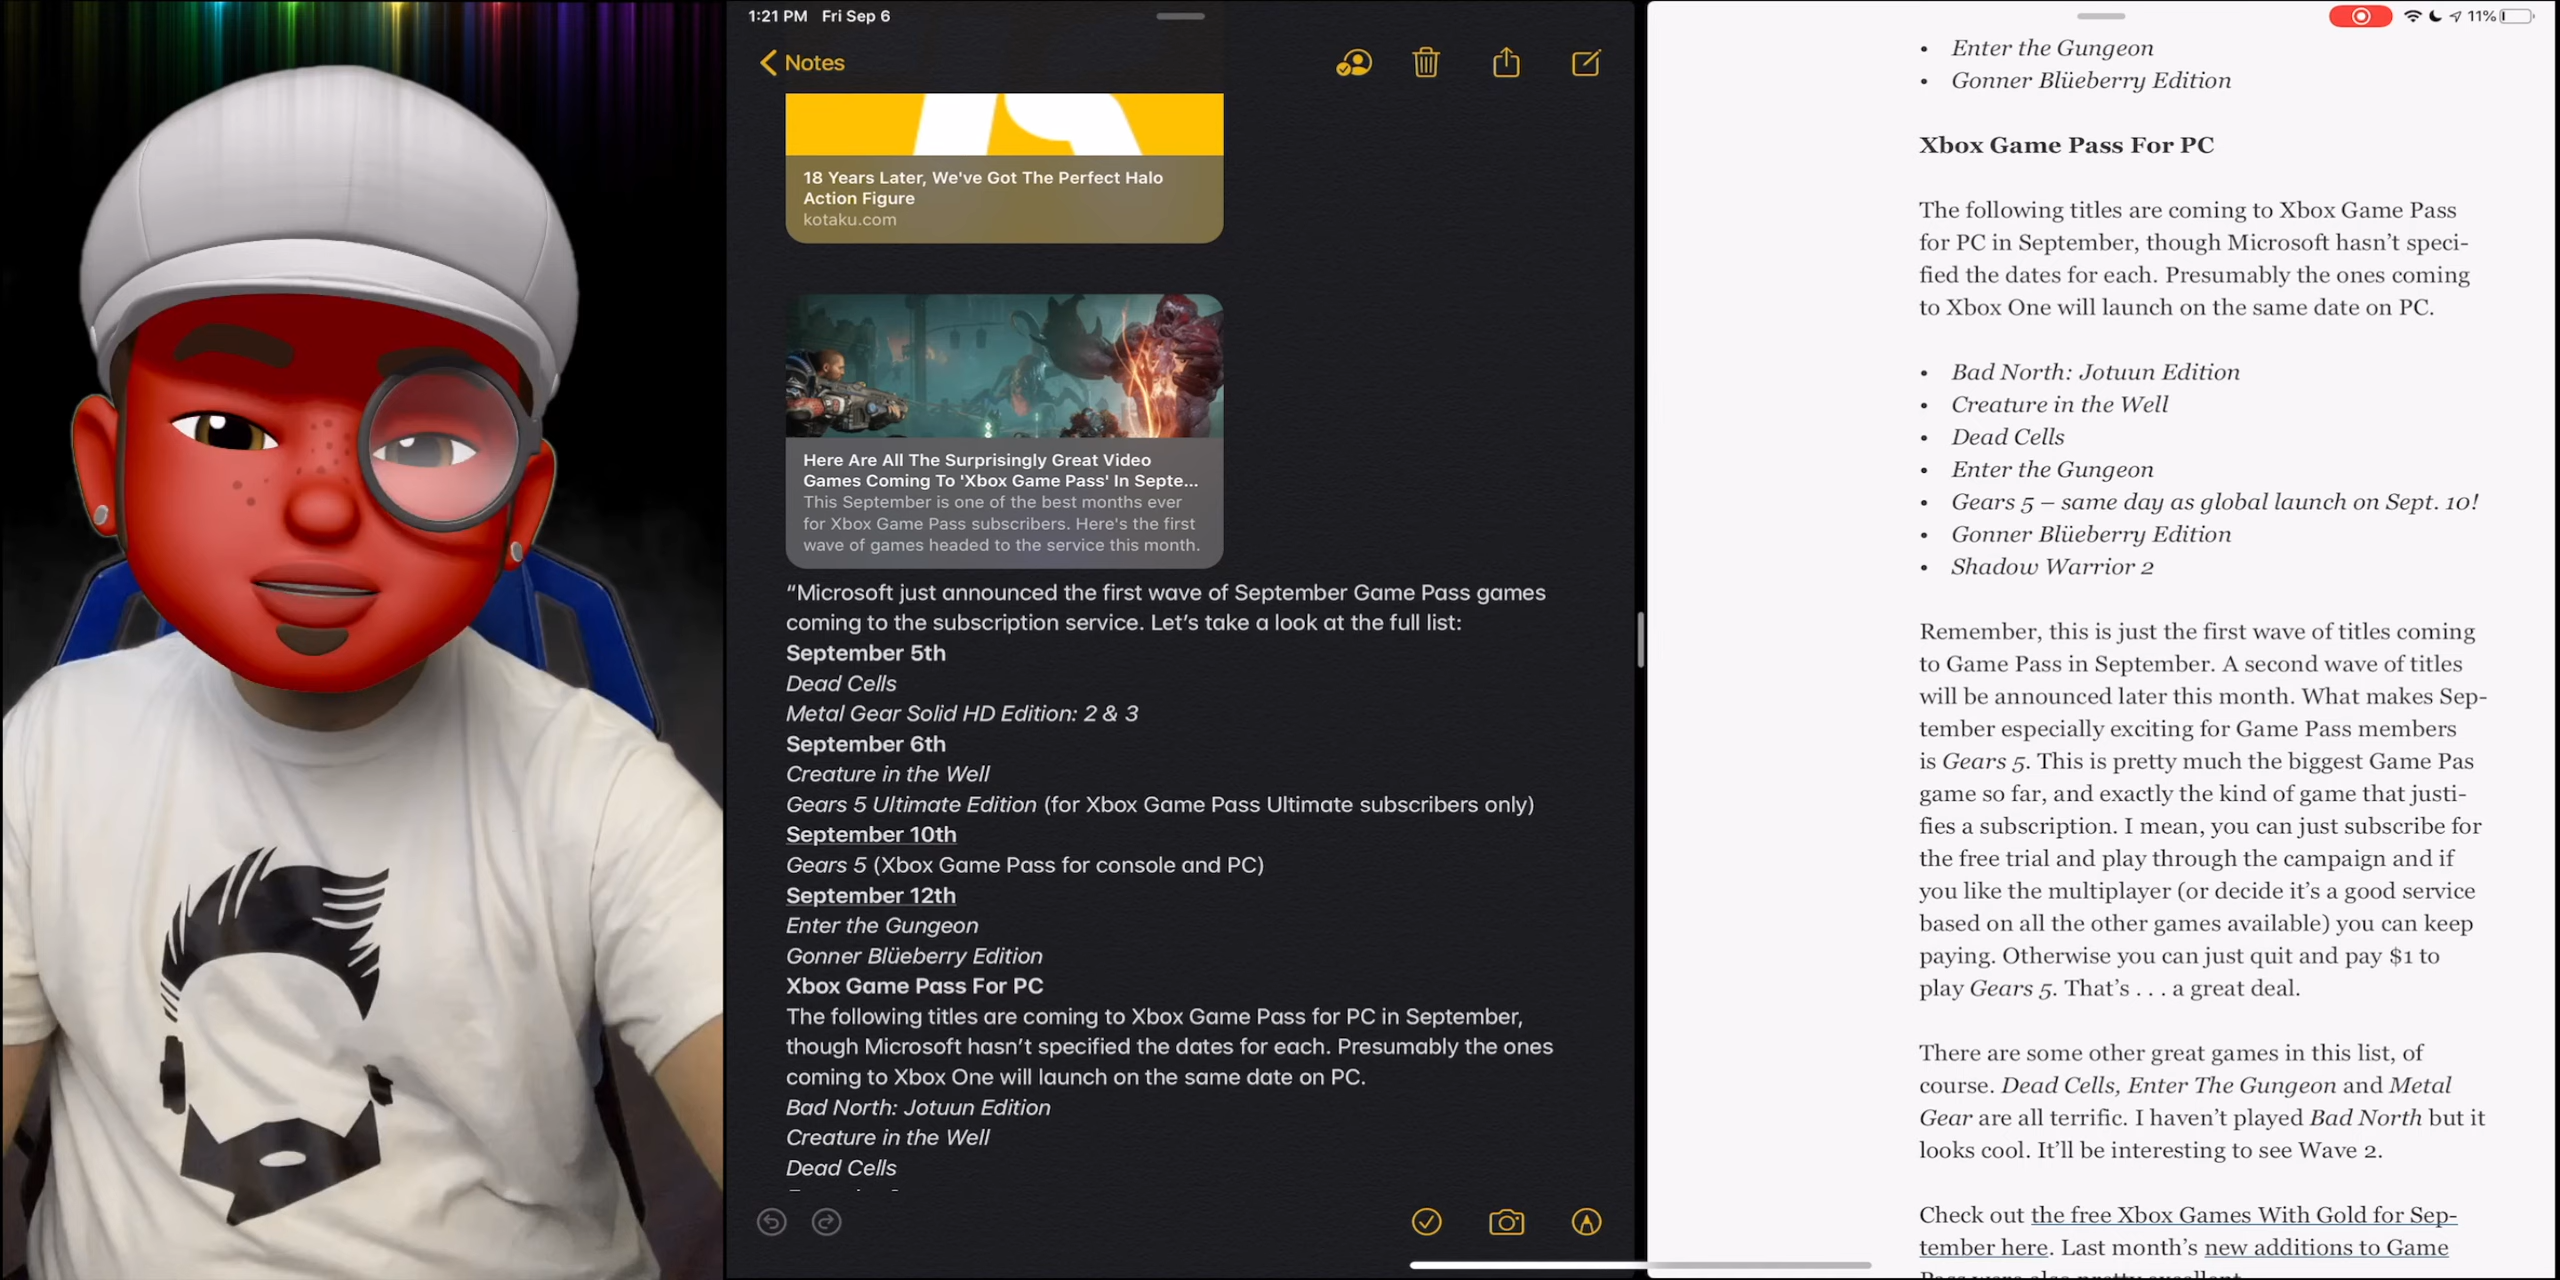 1:21 PM Fri Sep 6
Notes
18 Years Later, We've Got The Perfect Halo
Action Figure
kotaku.com
Here Are All The Surprisingly Great Video
Games Coming To 'Xbox Game Pass' In Septe...
This September is one of the best months ever
for Xbox Game Pass subscribers. Here's the first
wave of games headed to the service this month.
“Microsoft just announced the first wave of September Game Pass games
coming to the subscription service. Let’s take a look at the full list:
September 5th
Dead Cells
Metal Gear Solid HD Edition: 2 & 3
September 6th
Creature in the Well
Gears 5 Ultimate Edition (for Xbox Game Pass Ultimate subscribers only)
September 10th
Gears 5 (Xbox Game Pass for console and PC)
September 12th
Enter the Gungeon
Gonner Blüeberry Edition
Xbox Game Pass For PC
The following titles are coming to Xbox Game Pass for PC in September,
though Microsoft hasn’t specified the dates for each. Presumably the ones
coming to Xbox One will launch on the same date on PC.
Bad North: Jotuun Edition
Creature in the Well
Dead Cells
11%
• Enter the Gungeon
• Gonner Blüeberry Edition
Xbox Game Pass For PC
The following titles are coming to Xbox Game Pass
for PC in September, though Microsoft hasn’t speci-
fied the dates for each. Presumably the ones coming
to Xbox One will launch on the same date on PC.
• Bad North: Jotuun Edition
• Creature in the Well
• Dead Cells
• Enter the Gungeon
• Gears 5 – same day as global launch on Sept. 10!
• Gonner Blüeberry Edition
• Shadow Warrior 2
Remember, this is just the first wave of titles coming
to Game Pass in September. A second wave of titles
will be announced later this month. What makes Sep-
tember especially exciting for Game Pass members
is Gears 5. This is pretty much the biggest Game Pas
game so far, and exactly the kind of game that justi-
fies a subscription. I mean, you can just subscribe for
the free trial and play through the campaign and if
you like the multiplayer (or decide it’s a good service
based on all the other games available) you can keep
paying. Otherwise you can just quit and pay $1 to
play Gears 5. That’s . . . a great deal.
There are some other great games in this list, of
course. Dead Cells, Enter The Gungeon and Metal
Gear are all terrific. I haven’t played Bad North but it
looks cool. It’ll be interesting to see Wave 2.
Check out the free Xbox Games With Gold for Sep-
tember here. Last month’s new additions to Game